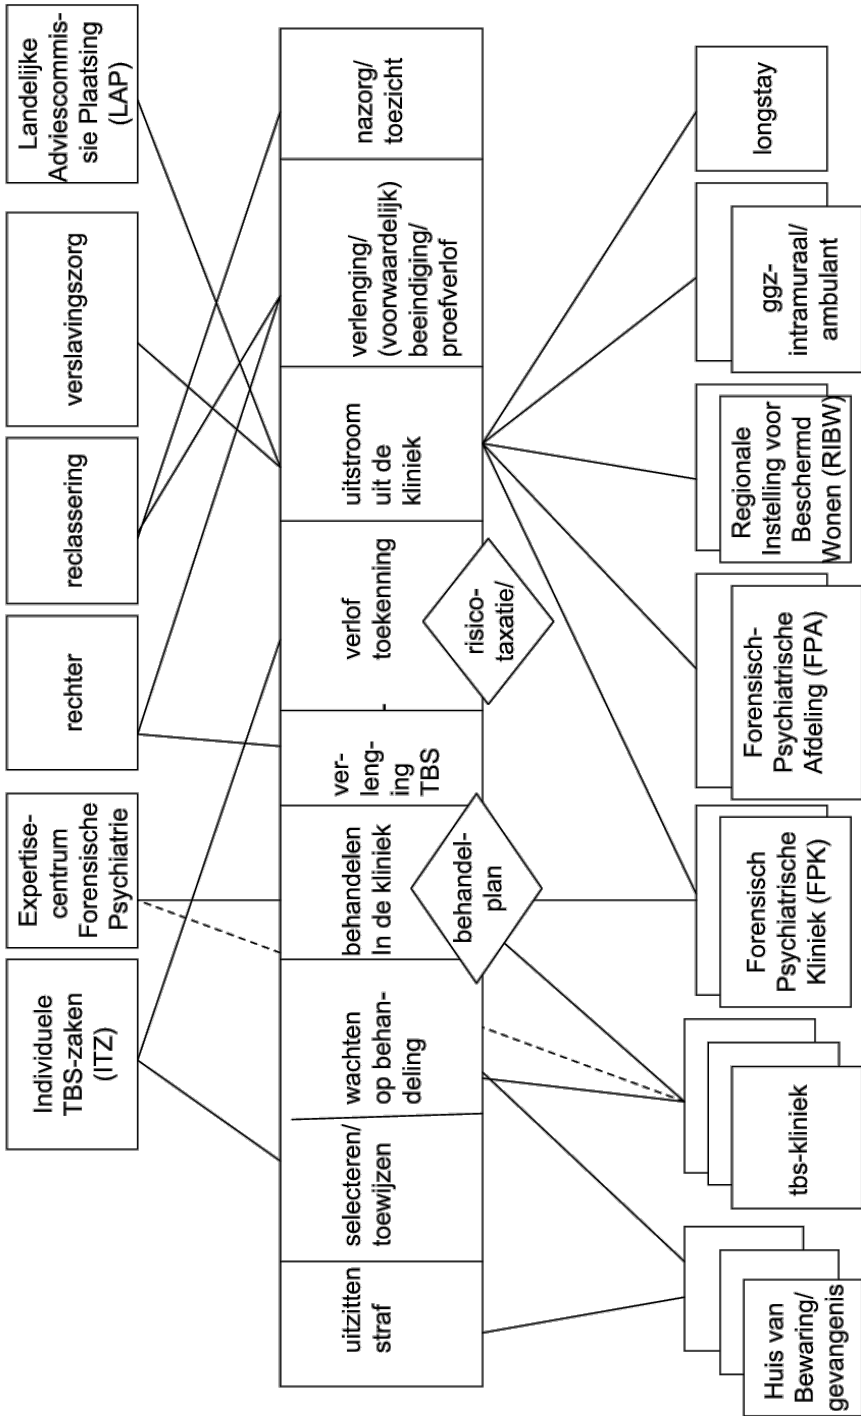 Individuele
TBS-zaken
(ITZ)
Expertise-
centrum
Forensische
Psychiatrie
rechter
reclassering
verslavingszorg
Landelijke
Adviescommis-
sie Plaatsing
(LAP)
uitzitten
straf
selecteren/
toewijzen
wachten
op behan-
deling
behandelen
In de kliniek
ver-
leng-
ing
TBS
verlof
toekenning
uitstroom
uit de
kliniek
verlenging/
(voorwaardelijk)
beeindiging/
proefverlof
nazorg/
toezicht
behandel-
plan
risico-
taxatie/
Huis van
Bewaring/
gevangenis
tbs-kliniek
Forensisch
Psychiatrische
Kliniek (FPK)
Forensisch-
Psychiatrische
Afdeling (FPA)
Regionale
Instelling voor
Beschermd
Wonen (RIBW)
ggz-
intramuraal/
ambulant
longstay